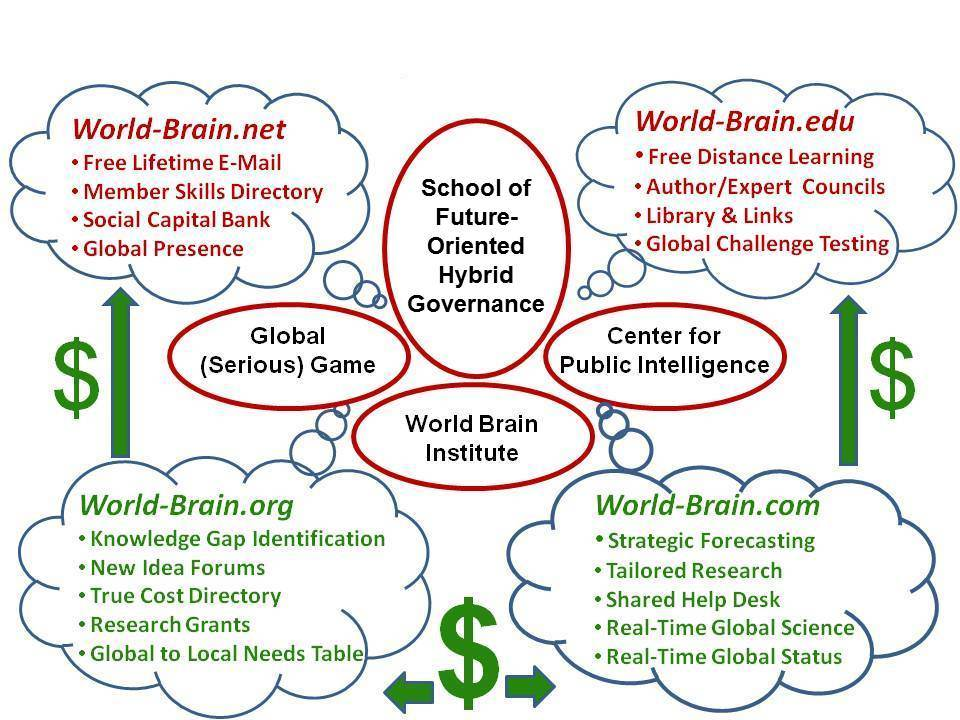 World-Brain.net
• Free Lifetime E-Mail
• Member Skills Directory
• Social Capital Bank
• Global Presence
School of
Future-
Oriented
Hybrid
Governance
World-Brain.edu
• Free Distance Learning
• Author/Expert Councils
• Library & Links
• Global Challenge Testing
Global
(Serious) Game
Center for
Public Intelligence
$
$
World Brain
Institute
World-Brain.org
• Knowledge Gap Identification
• New Idea Forums
• True Cost Directory
• Research Grants
• Global to Local Needs Table
World-Brain.com
• Strategic Forecasting
• Tailored Research
• Shared Help Desk
• Real-Time Global Science
• Real-Time Global Status
$